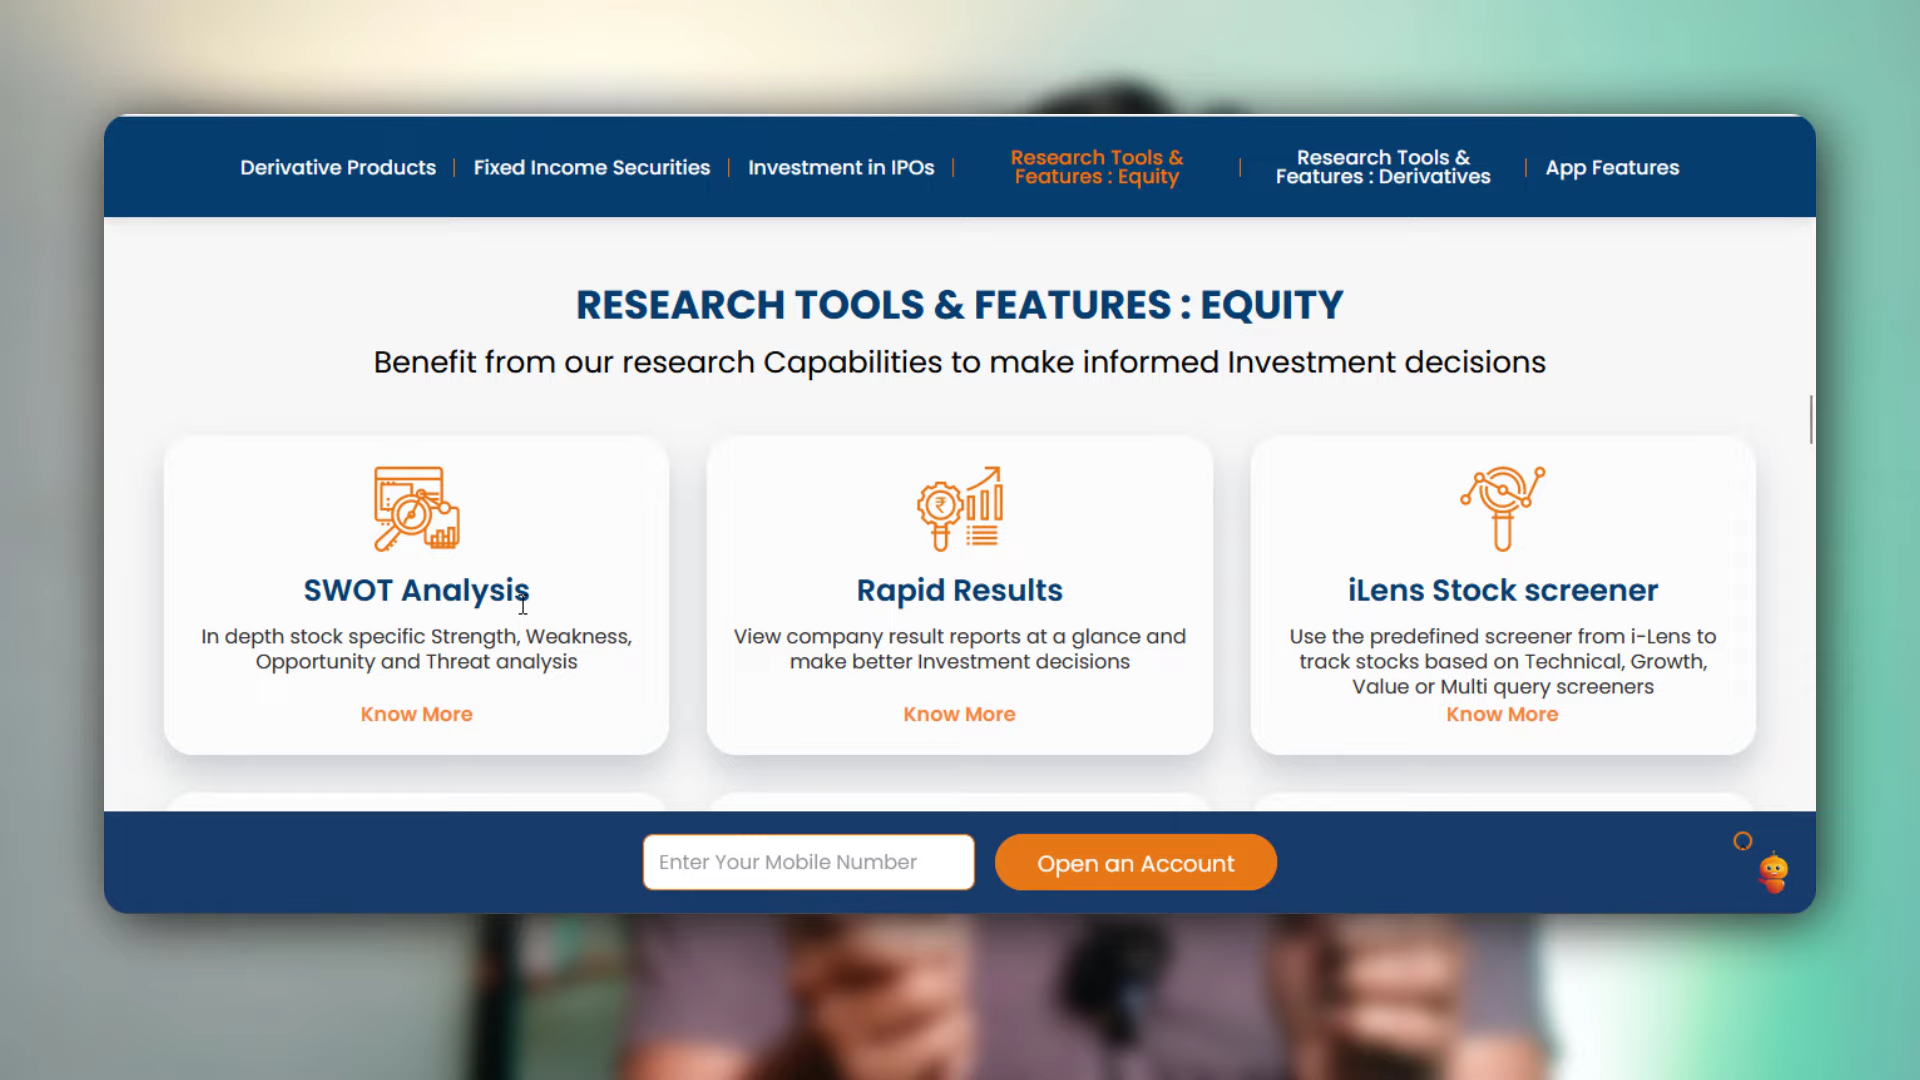 Derivative Products
Fixed Income Securities
Investment in IPOs
Research Tools &
Features : Equity
Research Tools &
Features : Derivatives
App Features
RESEARCH TOOLS & FEATURES : EQUITY
Benefit from our research Capabilities to make informed Investment decisions
SWOT Analysis
In depth stock specific Strength, Weakness,
Opportunity and Threat analysis
Know More
Rapid Results
View company result reports at a glance and
make better Investment decisions
Know More
iLens Stock screener
Use the predefined screener from i-Lens to
track stocks based on Technical, Growth,
Value or Multi query screeners
Know More
Enter Your Mobile Number
Open an Account